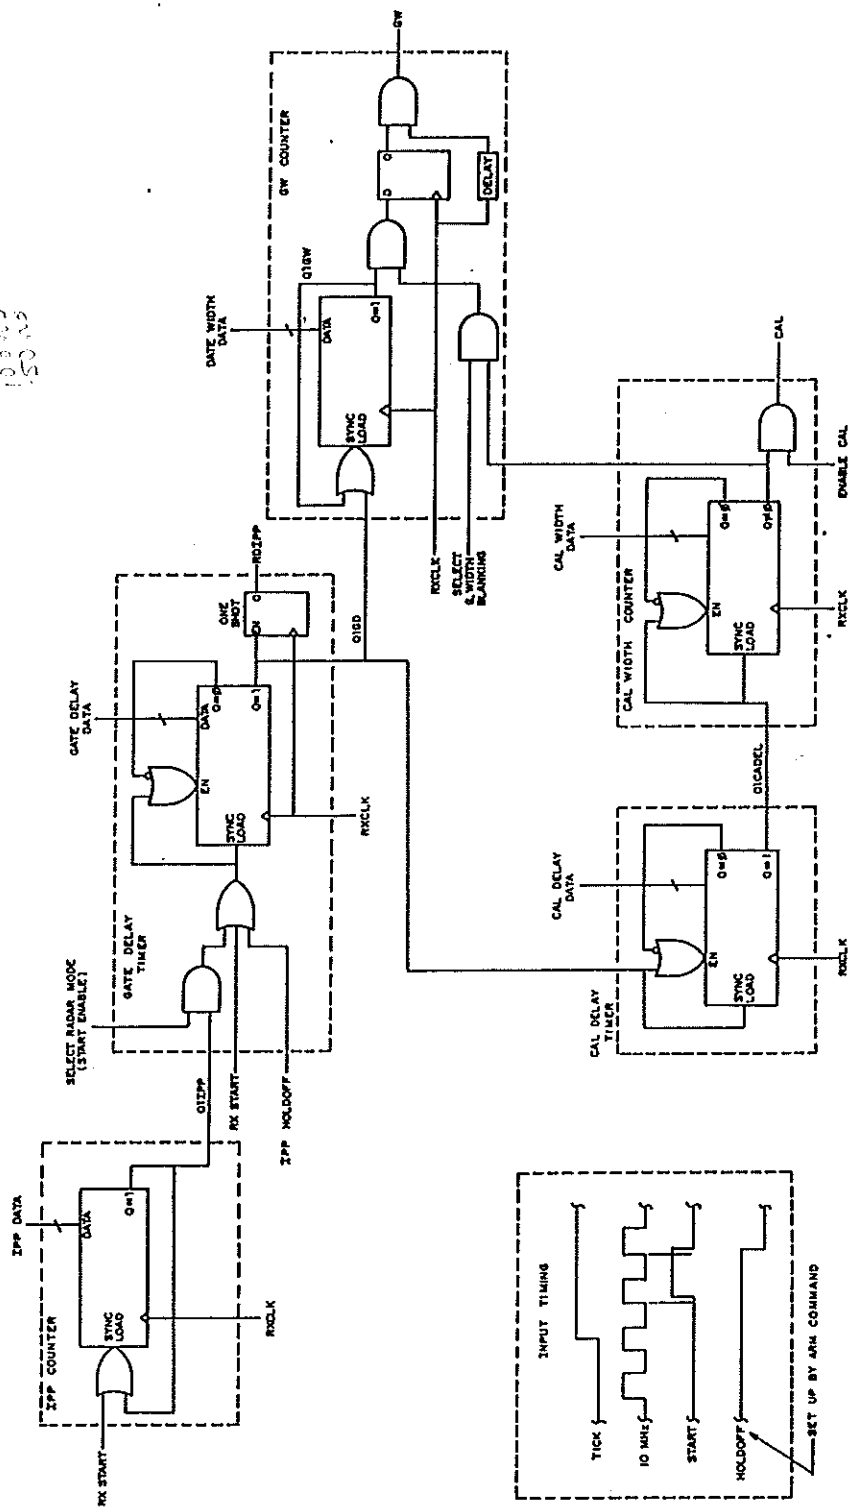 RX START
IPP COUNTER
SYNC
LOAD
DATA
Q=1
IPP DATA
RXCLK
Q1IPP
SELECT RADAR MODE
(START ENABLE)
RX START
IPP HOLDOFF
GATE DELAY
TIMER
SYNC
LOAD
EN
DATA
Q=0
Q=1
GATE DELAY
DATA
RXCLK
ONE
SHOT
Q
RDIPP
Q1GD
GW COUNTER
SYNC
LOAD
DATA
Q=1
DATE WIDTH
DATA
Q1GW
RXCLK
SELECT
G.WIDTH
BLANKING
D
Q
DELAY
GW
CAL DELAY
TIMER
SYNC
LOAD
EN
Q=0
Q=1
CAL DELAY
DATA
RXCLK
Q1CADEL
CAL WIDTH COUNTER
SYNC
LOAD
EN
Q=0
Q≠0
CAL WIDTH
DATA
RXCLK
ENABLE CAL
CAL
INPUT TIMING
TICK
10 MHz
START
HOLDOFF
SET UP BY ARM COMMAND